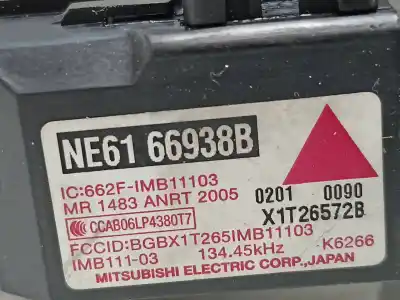 NE61 66938B
IC:662F-IMB11103
MR 1483 ANRT 2005 0201 0090
CCAB06LP4380T7 X1T26572B
FCCID:BGBX1T265IMB11103
IMB111-03 134.45kHz K6266
MITSUBISHI ELECTRIC CORP.,JAPAN